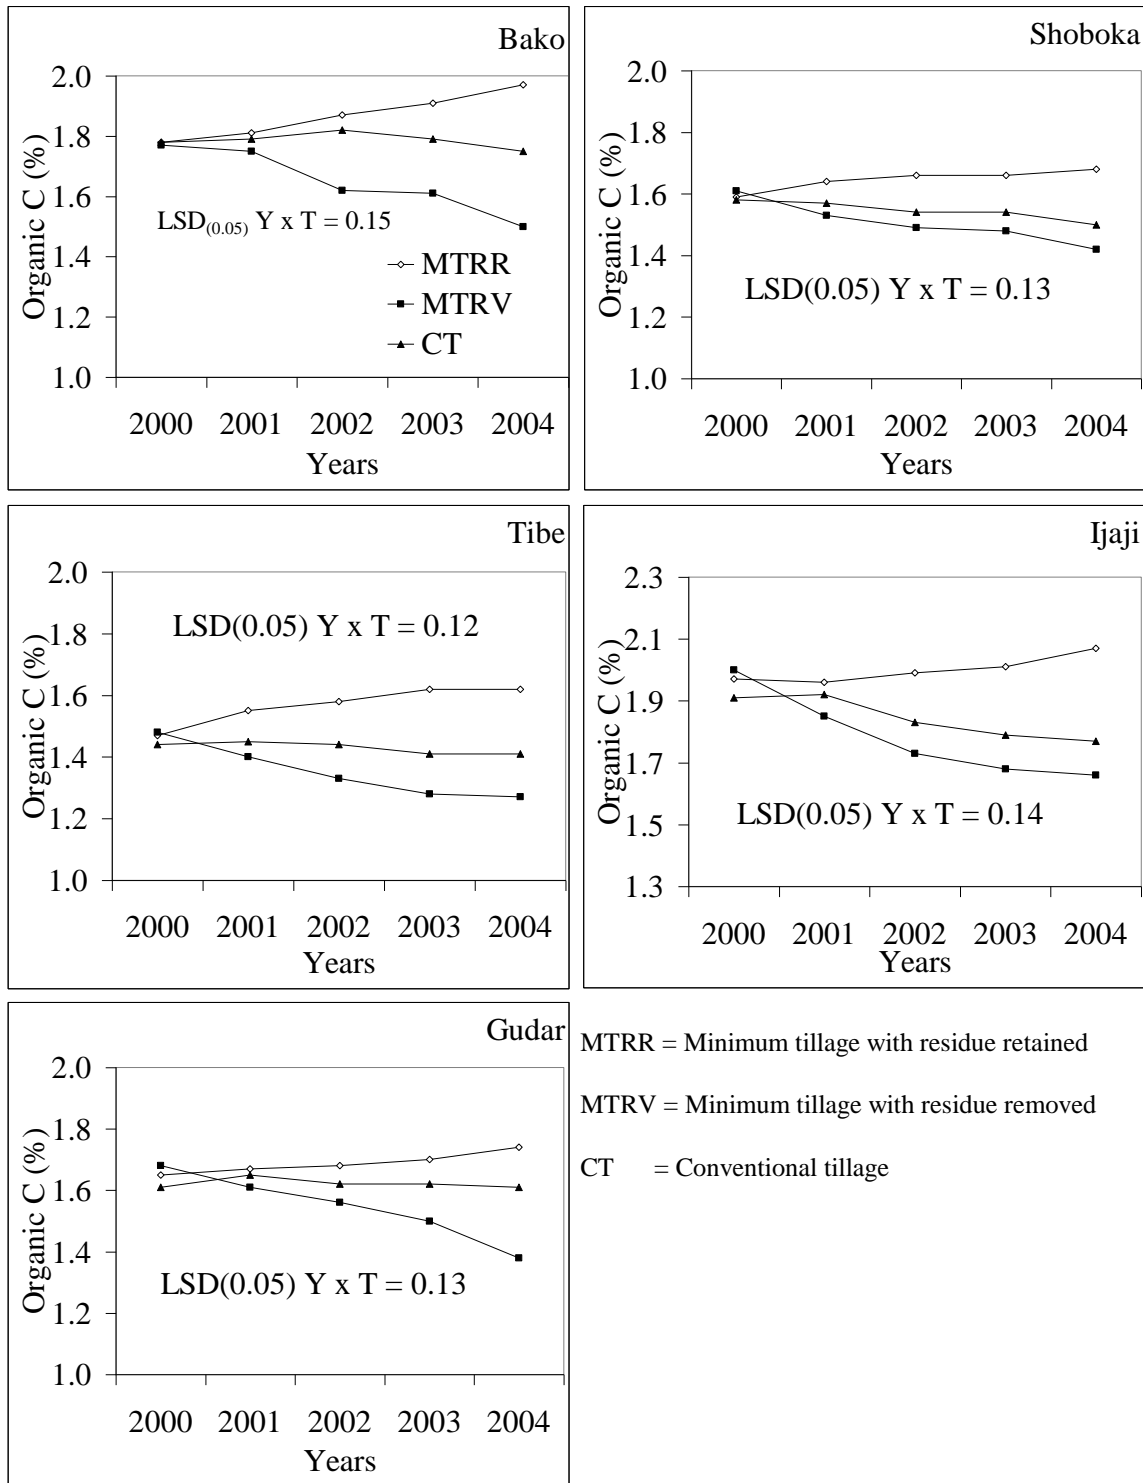 Bako
Organic C (%)
2.0
1.8
1.6
1.4
1.2
1.0
LSD(0.05) Y x T = 0.15
MTRR
MTRV
CT
2000 2001 2002 2003 2004
Years
Shoboka
Organic C (%)
2.0
1.8
1.6
1.4
1.2
1.0
LSD(0.05) Y x T = 0.13
2000 2001 2002 2003 2004
Years
Tibe
Organic C (%)
2.0
1.8
1.6
1.4
1.2
1.0
LSD(0.05) Y x T = 0.12
2000 2001 2002 2003 2004
Years
Ijaji
Organic C (%)
2.3
2.1
1.9
1.7
1.5
1.3
LSD(0.05) Y x T = 0.14
2000 2001 2002 2003 2004
Years
Gudar
Organic C (%)
2.0
1.8
1.6
1.4
1.2
1.0
LSD(0.05) Y x T = 0.13
2000 2001 2002 2003 2004
Years
MTRR = Minimum tillage with residue retained
MTRV = Minimum tillage with residue removed
CT = Conventional tillage